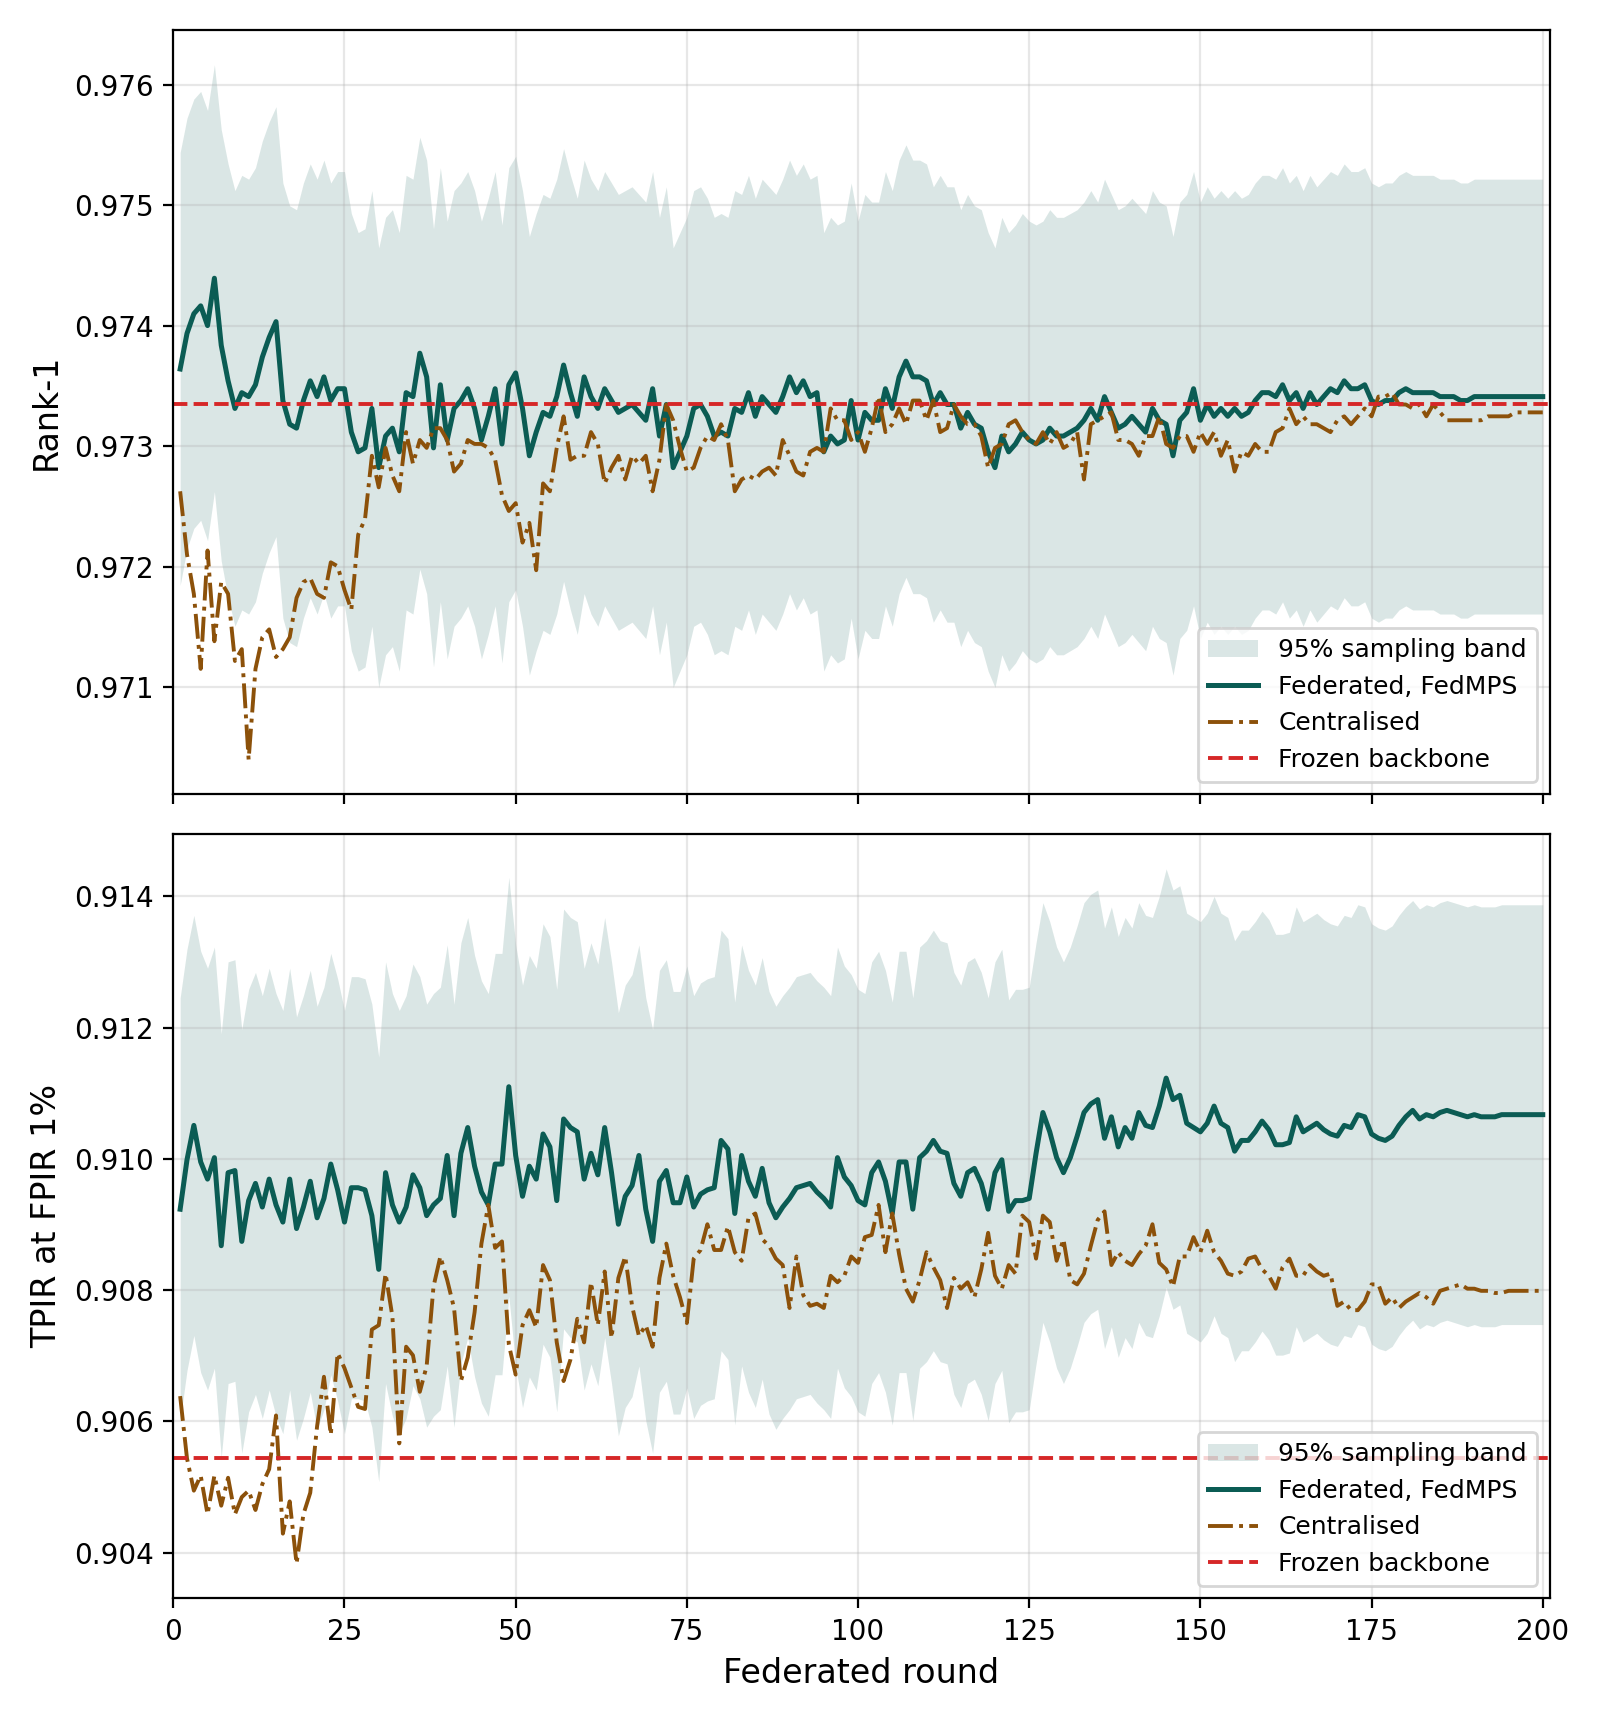 0.976
0.975
0.974
0.973
0.972
0.971
Rank-1
95% sampling band
Federated, FedMPS
Centralised
Frozen backbone
0.914
0.912
0.910
0.908
0.906
0.904
TPIR at FPIR 1%
95% sampling band
Federated, FedMPS
Centralised
Frozen backbone
0 25 50 75 100 125 150 175 200
Federated round